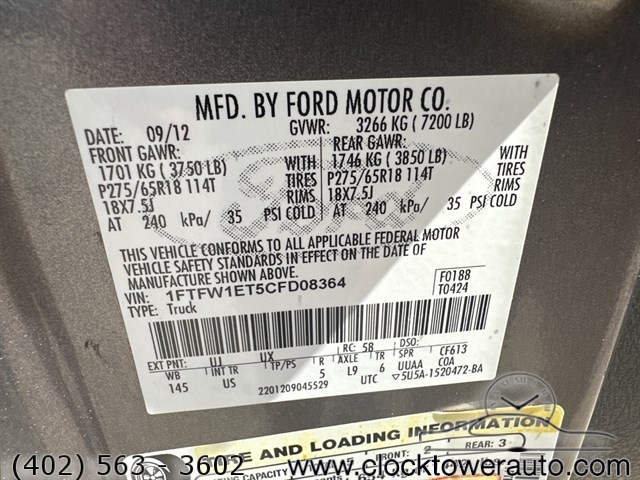 MFD. BY FORD MOTOR CO.
DATE: 09/12 GVWR: 3266 KG ( 7200 LB)
FRONT GAWR: REAR GAWR:
1701 KG ( 3750 LB) WITH 1746 KG ( 3850 LB) WITH
P275/65R18 114T TIRES P275/65R18 114T TIRES
18X7.5J RIMS 18X7.5J RIMS
AT 240 kPa/ 35 PSI COLD AT 240 kPa/ 35 PSI COLD
THIS VEHICLE CONFORMS TO ALL APPLICABLE FEDERAL MOTOR
VEHICLE SAFETY STANDARDS IN EFFECT ON THE DATE OF
MANUFACTURE SHOWN ABOVE.
VIN: 1FTFW1ET5CFD08364 F0188
TYPE: Truck T0424
EXT PNT: UJ UX RC: 58 DSO:
WB INT TR TP/PS R AXLE TR SPR CF613
145 US 5 L9 6 UUAA COA
2201209045529 UTC 5U5A-1520472-BA
Ford
TIRE AND LOADING INFORMATION
FRONT: 2 REAR: 3
(402) 563 - 3602 www.clocktowerauto.com